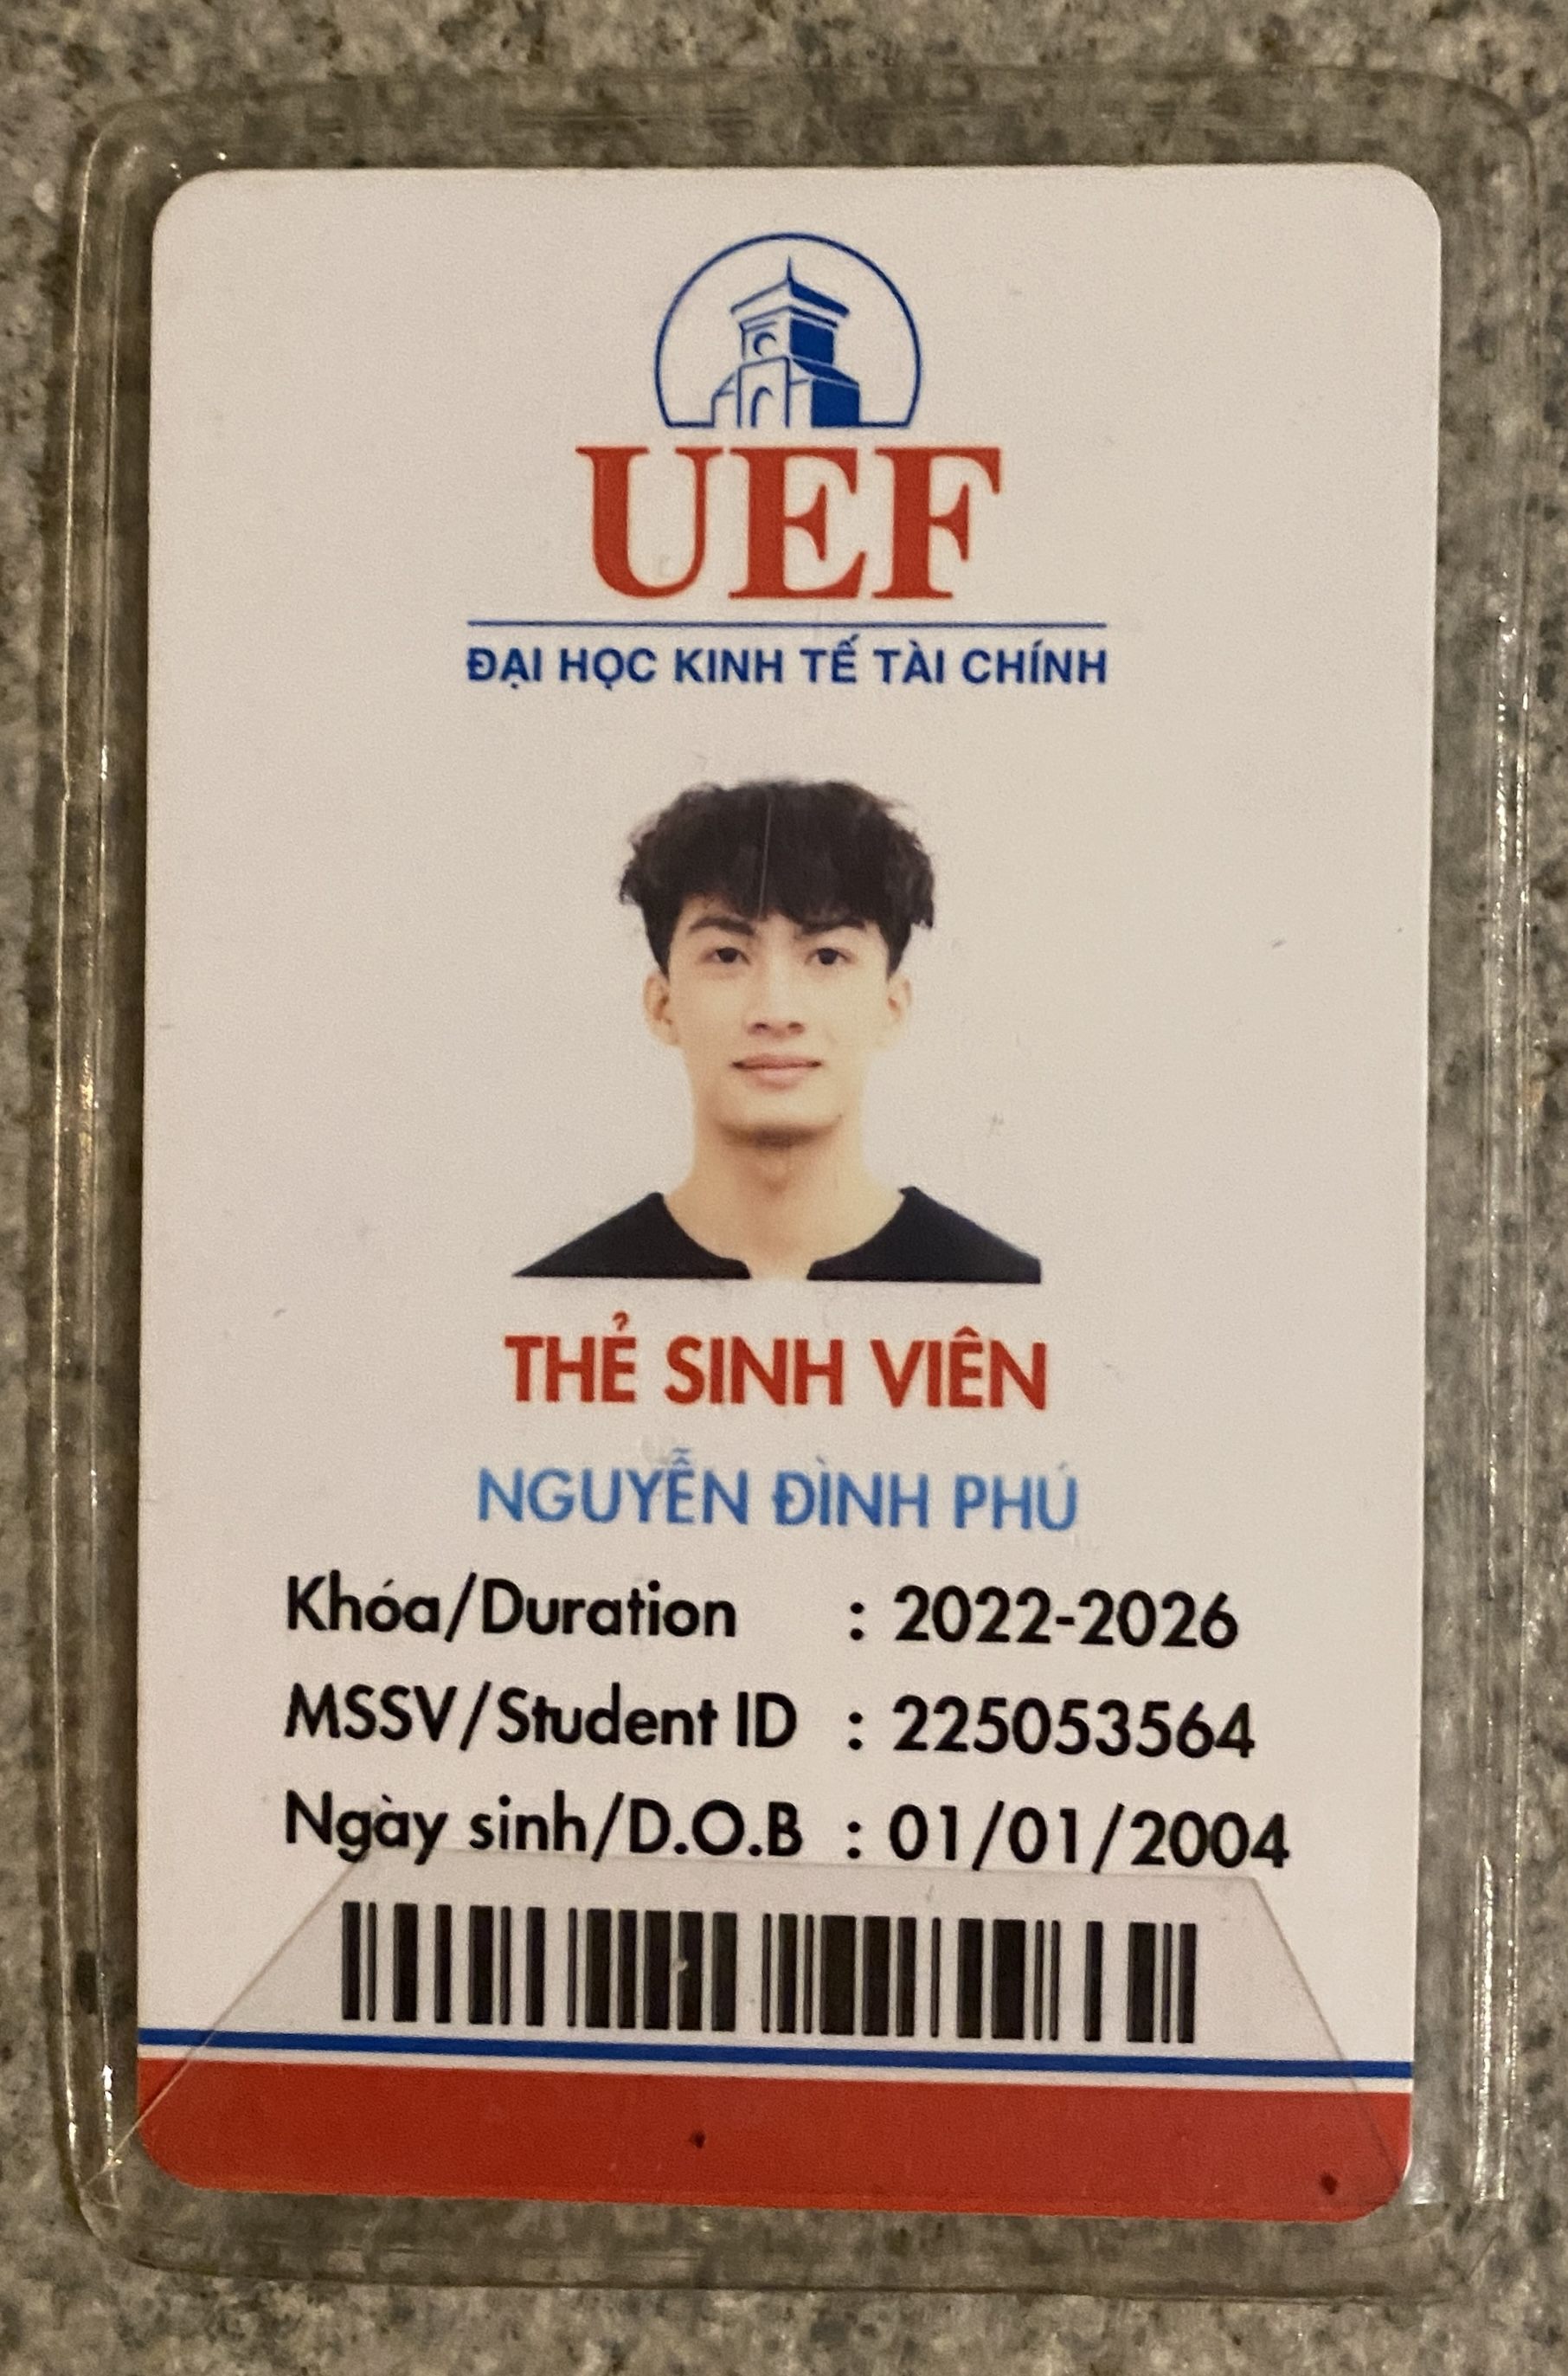 UEF
ĐẠI HỌC KINH TẾ TÀI CHÍNH
THẺ SINH VIÊN
NGUYỄN ĐÌNH PHÚ
Khóa/Duration : 2022-2026
MSSV/Student ID : 225053564
Ngày sinh/D.O.B : 01/01/2004